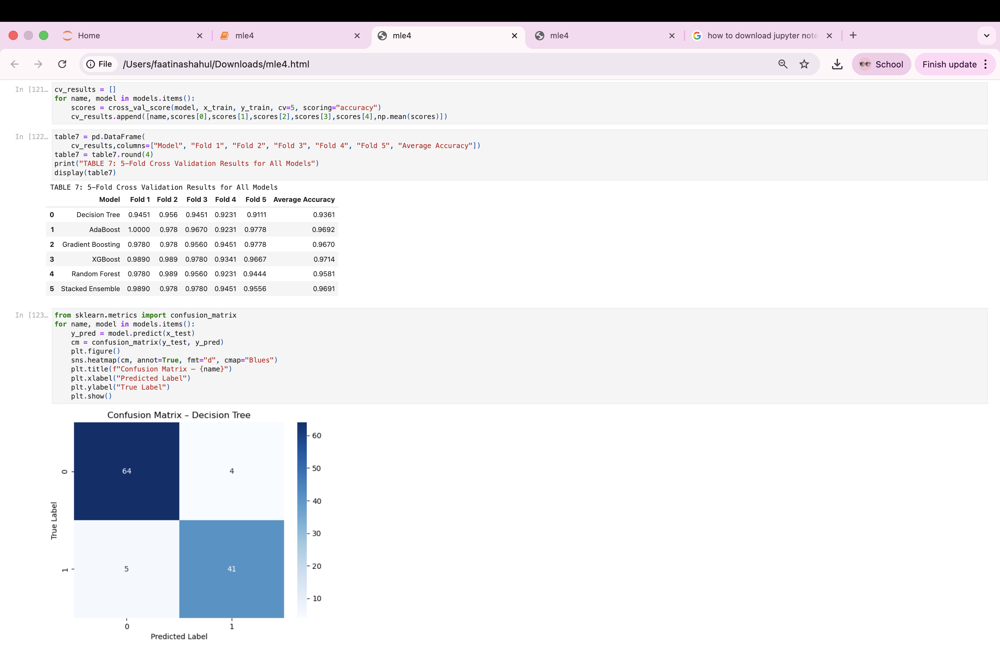 Home
mle4
mle4
mle4
how to download jupyter note
File
/Users/faatinashahul/Downloads/mle4.html
School
Finish update
In [121…
cv_results = []
for name, model in models.items():
    scores = cross_val_score(model, x_train, y_train, cv=5, scoring="accuracy")
    cv_results.append([name,scores[0],scores[1],scores[2],scores[3],scores[4],np.mean(scores)])
In [122…
table7 = pd.DataFrame(
    cv_results,columns=["Model", "Fold 1", "Fold 2", "Fold 3", "Fold 4", "Fold 5", "Average Accuracy"])
table7 = table7.round(4)
print("TABLE 7: 5-Fold Cross Validation Results for All Models")
display(table7)
TABLE 7: 5-Fold Cross Validation Results for All Models
Model Fold 1 Fold 2 Fold 3 Fold 4 Fold 5 Average Accuracy
0 Decision Tree 0.9451 0.956 0.9451 0.9231 0.9111 0.9361
1 AdaBoost 1.0000 0.978 0.9670 0.9231 0.9778 0.9692
2 Gradient Boosting 0.9780 0.978 0.9560 0.9451 0.9778 0.9670
3 XGBoost 0.9890 0.989 0.9780 0.9341 0.9667 0.9714
4 Random Forest 0.9780 0.989 0.9560 0.9231 0.9444 0.9581
5 Stacked Ensemble 0.9890 0.978 0.9780 0.9451 0.9556 0.9691
In [123…
from sklearn.metrics import confusion_matrix
for name, model in models.items():
    y_pred = model.predict(x_test)
    cm = confusion_matrix(y_test, y_pred)
    plt.figure()
    sns.heatmap(cm, annot=True, fmt="d", cmap="Blues")
    plt.title(f"Confusion Matrix – {name}")
    plt.xlabel("Predicted Label")
    plt.ylabel("True Label")
    plt.show()
Confusion Matrix – Decision Tree
True Label
0
64
4
1
5
41
0
1
Predicted Label
60
50
40
30
20
10